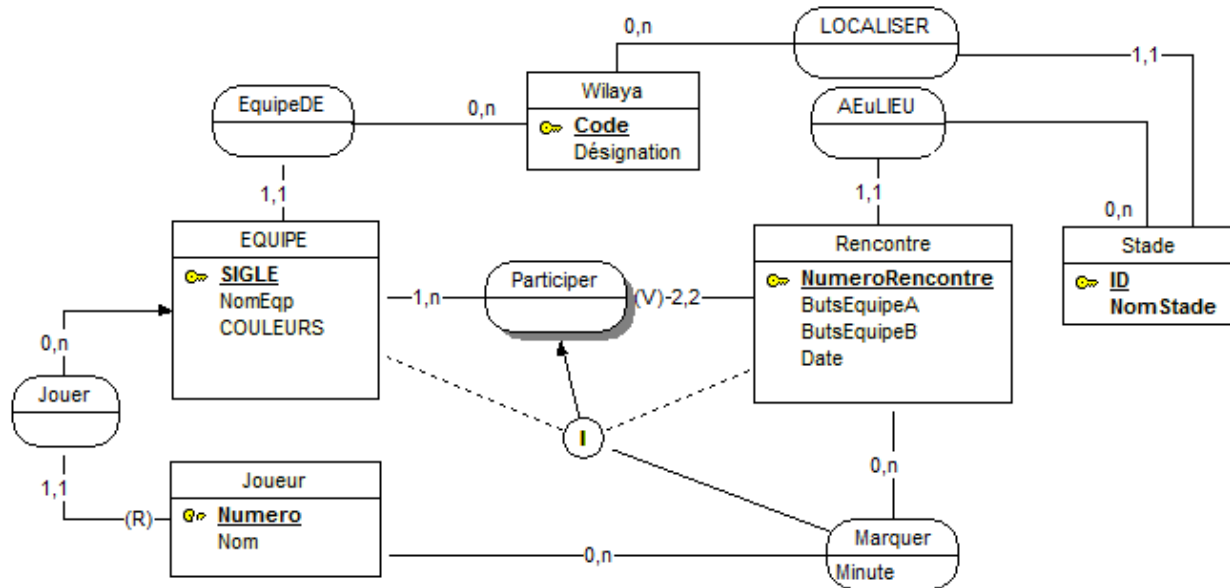 LOCALISER
0,n
1,1
Wilaya
Code
Désignation
EquipeDE
0,n
AEuLIEU
1,1
1,1
0,n
EQUIPE
SIGLE
NomEqp
COULEURS
1,n
Participer
(V)-2,2
Rencontre
NumeroRencontre
ButsEquipeA
ButsEquipeB
Date
Stade
ID
NomStade
0,n
Jouer
I
1,1
(R)
Joueur
Numero
Nom
0,n
0,n
Marquer
Minute